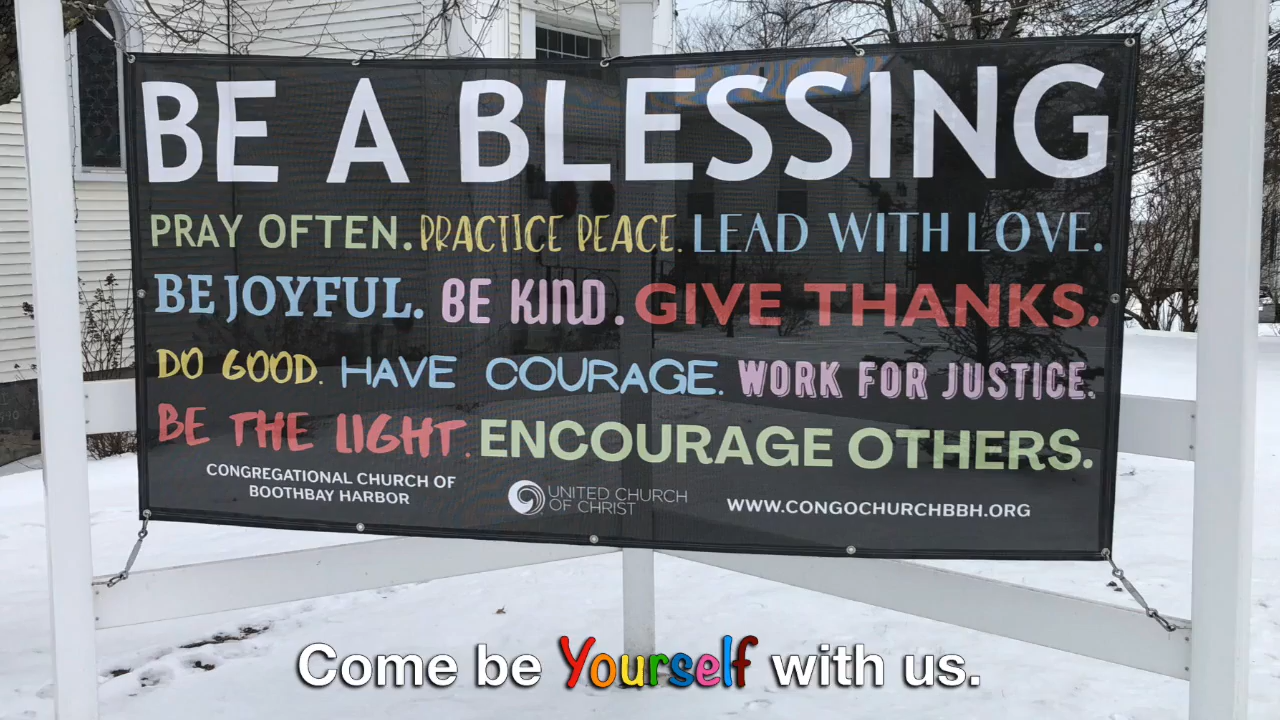 BE A BLESSING
PRAY OFTEN. PRACTICE PEACE. LEAD WITH LOVE.
BE JOYFUL. BE KIND. GIVE THANKS.
DO GOOD. HAVE COURAGE. WORK FOR JUSTICE.
BE THE LIGHT. ENCOURAGE OTHERS.
CONGREGATIONAL CHURCH OF
BOOTHBAY HARBOR
UNITED CHURCH
OF CHRIST
WWW.CONGOCHURCHBBH.ORG
Come be Yourself with us.